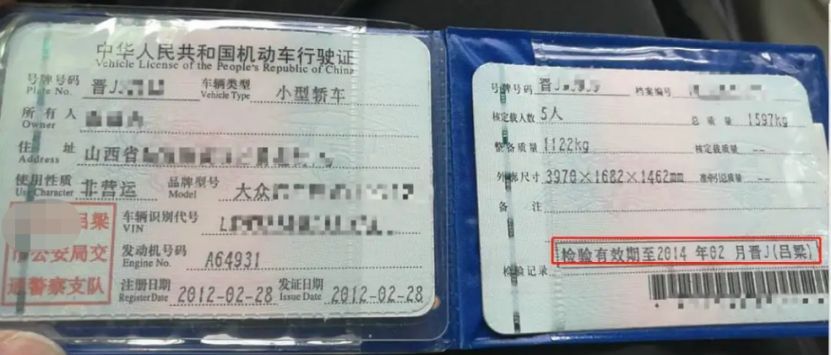 中华人民共和国机动车行驶证
Vehicle License of the People's Republic of China
号牌号码 晋J 车辆类型 小型轿车
Plate No. Vehicle Type
所有人
Owner
住址 山西省
Address
使用性质 非营运 品牌型号 大众
Use Character Model
车辆识别代号 L
VIN
发动机号码 A64931
Engine No.
注册日期 2012-02-28 发证日期 2012-02-28
Register Date Issue Date
吕梁
市公安局交
通警察支队
号牌号码 晋J 档案编号
核定载人数 5人 总质量 1597kg
整备质量 1122kg 核定载质量 --
外廓尺寸 3970×1682×1462mm 准牵引总质量 --
备注
检验有效期至2014年02月晋J(吕梁)
检验记录